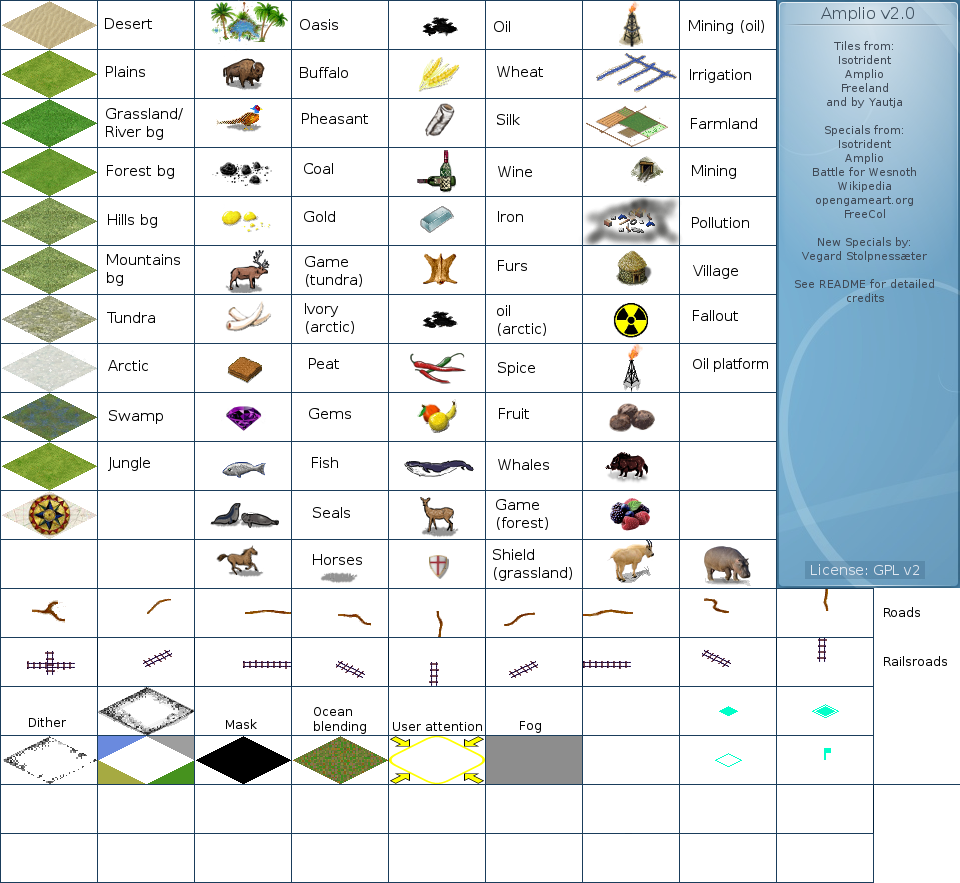 Desert
Oasis
Oil
Mining (oil)
Plains
Buffalo
Wheat
Irrigation
Grassland/
River bg
Pheasant
Silk
Farmland
Forest bg
Coal
Wine
Mining
Hills bg
Gold
Iron
Pollution
Mountains
bg
Game
(tundra)
Furs
Village
Tundra
Ivory
(arctic)
oil
(arctic)
Fallout
Arctic
Peat
Spice
Oil platform
Swamp
Gems
Fruit
Jungle
Fish
Whales
Seals
Game
(forest)
Horses
Shield
(grassland)
Amplio v2.0
Tiles from:
Isotrident
Amplio
Freeland
and by Yautja
Specials from:
Isotrident
Amplio
Battle for Wesnoth
Wikipedia
opengameart.org
FreeCol
New Specials by:
Vegard Stolpnessæter
See README for detailed
credits
License: GPL v2
Roads
Railsroads
Dither
Mask
Ocean
blending
User attention
Fog